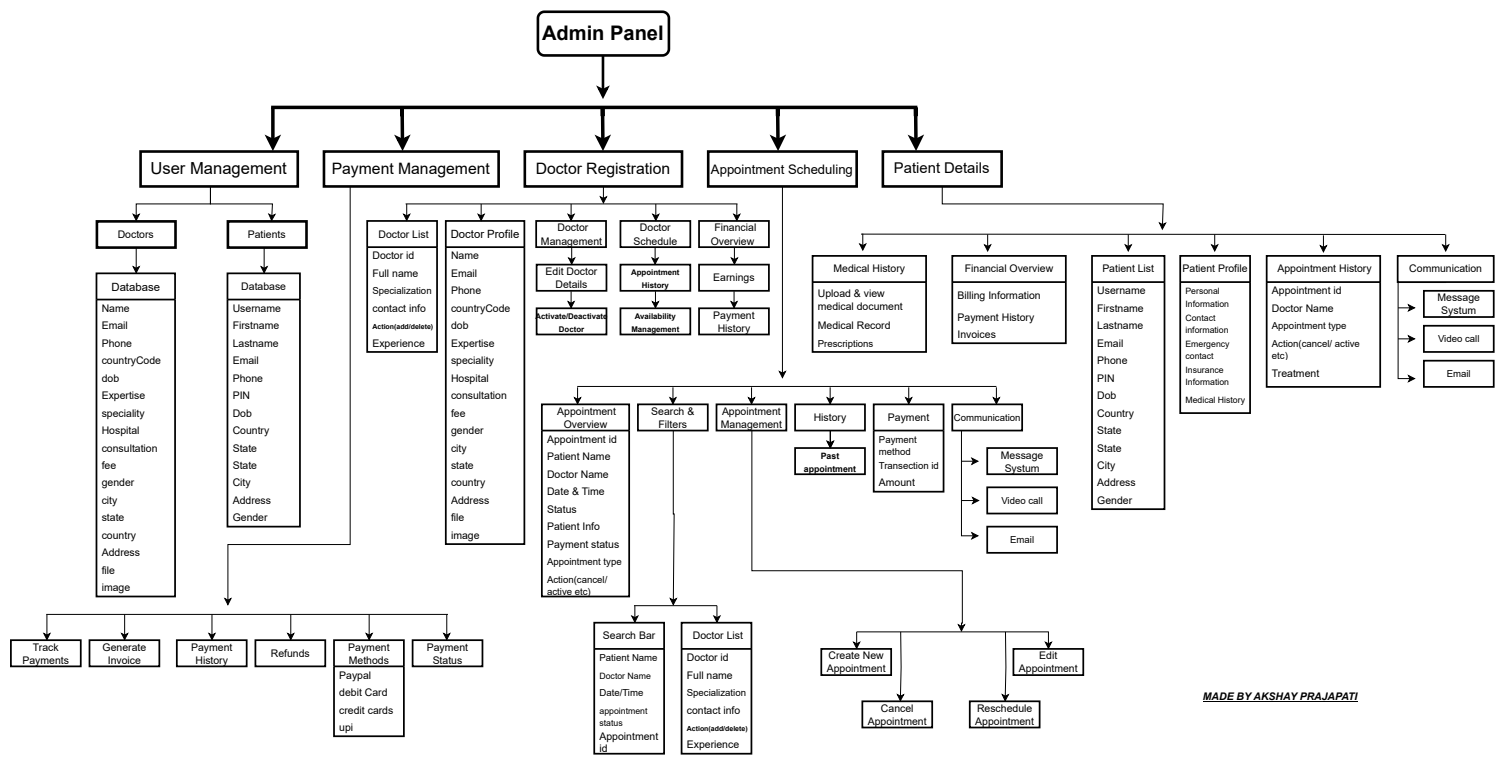 Admin Panel
User Management
Payment Management
Doctor Registration
Appointment Scheduling
Patient Details
Doctors
Patients
Database
Name
Email
Phone
countryCode
dob
Expertise
speciality
Hospital
consultation
fee
gender
city
state
country
Address
file
image
Database
Username
Firstname
Lastname
Email
Phone
PIN
Dob
Country
State
State
City
Address
Gender
Track
Payments
Generate
Invoice
Payment
History
Refunds
Payment
Methods
Paypal
debit Card
credit cards
upi
Payment
Status
Doctor List
Doctor id
Full name
Specialization
contact info
Action(add/delete)
Experience
Doctor Profile
Name
Email
Phone
countryCode
dob
Expertise
speciality
Hospital
consultation
fee
gender
city
state
country
Address
file
image
Doctor
Management
Edit Doctor
Details
Activate/Deactivate
Doctor
Doctor
Schedule
Appointment
History
Availability
Management
Financial
Overview
Earnings
Payment
History
Appointment
Overview
Appointment id
Patient Name
Doctor Name
Date & Time
Status
Patient Info
Payment status
Appointment type
Action(cancel/
active etc)
Search &
Filters
Search Bar
Patient Name
Doctor Name
Date/Time
appointment
status
Appointment
id
Doctor List
Doctor id
Full name
Specialization
contact info
Action(add/delete)
Experience
Appointment
Management
Create New
Appointment
Cancel
Appointment
Reschedule
Appointment
Edit
Appointment
History
Past
appointment
Payment
Payment
method
Transection id
Amount
Communication
Message
Systum
Video call
Email
Medical History
Upload & view
medical document
Medical Record
Prescriptions
Financial Overview
Billing Information
Payment History
Invoices
Patient List
Username
Firstname
Lastname
Email
Phone
PIN
Dob
Country
State
State
City
Address
Gender
Patient Profile
Personal
Information
Contact
information
Emergency
contact
Insurance
Information
Medical History
Appointment History
Appointment id
Doctor Name
Appointment type
Action(cancel/ active
etc)
Treatment
Communication
Message
Systum
Video call
Email
MADE BY AKSHAY PRAJAPATI